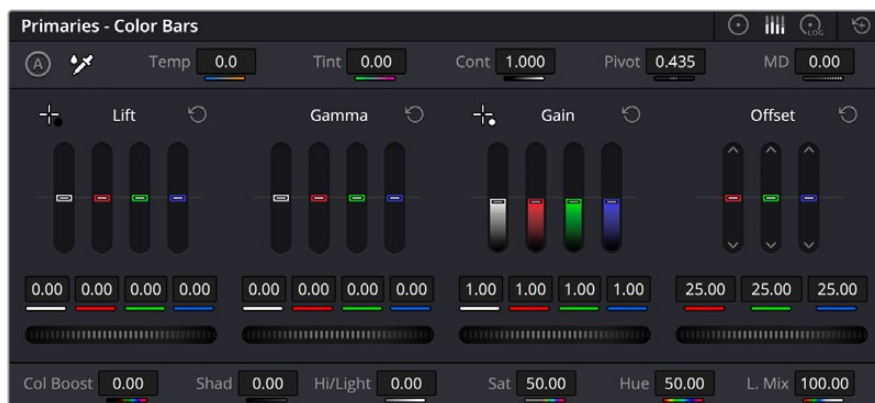 Primaries - Color Bars
LOG
A Temp 0.0 Tint 0.00 Cont 1.000 Pivot 0.435 MD 0.00
Lift Gamma Gain Offset
0.00 0.00 0.00 0.00 0.00 0.00 0.00 0.00 1.00 1.00 1.00 1.00 25.00 25.00 25.00
Col Boost 0.00 Shad 0.00 Hi/Light 0.00 Sat 50.00 Hue 50.00 L. Mix 100.00